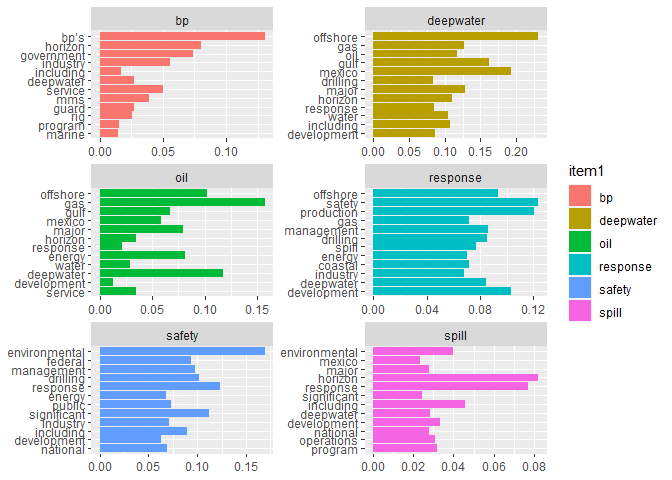 bp
bp's
horizon
government
industry
including
deepwater
service
mms
guard
rig
program
marine
0.00 0.05 0.10
deepwater
offshore
gas
oil
gulf
mexico
drilling
major
horizon
response
water
including
development
0.00 0.05 0.10 0.15 0.20
oil
offshore
gas
gulf
mexico
major
horizon
response
energy
water
deepwater
development
service
0.00 0.05 0.10 0.15
response
offshore
safety
production
gas
management
drilling
spill
energy
coastal
industry
deepwater
development
0.00 0.04 0.08 0.12
safety
environmental
federal
management
drilling
response
energy
public
significant
industry
including
development
national
0.00 0.05 0.10 0.15
spill
environmental
mexico
major
horizon
response
significant
including
deepwater
development
national
operations
program
0.00 0.02 0.04 0.06 0.08
item1
bp
deepwater
oil
response
safety
spill